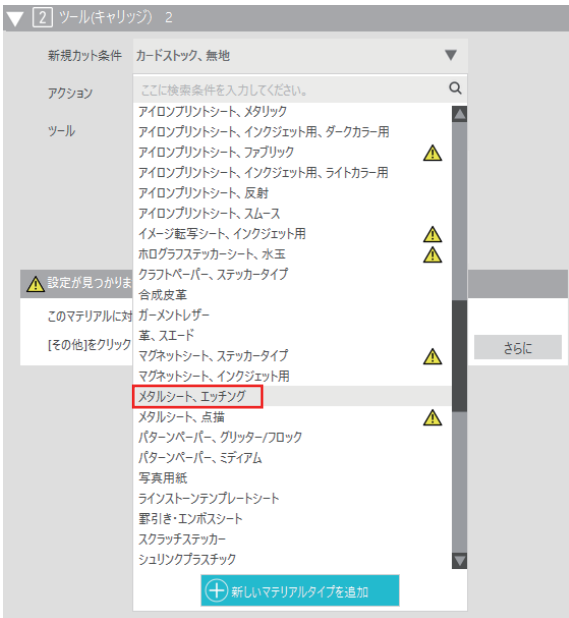 2 ツール(キャリッジ) 2
新規カット条件 カードストック、無地
アクション ここに検索条件を入力してください。
アイロンプリントシート、メタリック
ツール アイロンプリントシート、インクジェット用、ダークカラー用
アイロンプリントシート、ファブリック
アイロンプリントシート、インクジェット用、ライトカラー用
アイロンプリントシート、反射
アイロンプリントシート、スムース
イメージ転写シート、インクジェット用
ホログラフステッカーシート、水玉
クラフトペーパー、ステッカータイプ
設定が見つかりま
合成皮革
このマテリアルに対 ガーメントレザー
革、スエード
[その他]をクリック さらに
マグネットシート、ステッカータイプ
マグネットシート、インクジェット用
メタルシート、エッチング
メタルシート、点描
パターンペーパー、グリッター/フロック
パターンペーパー、ミディアム
写真用紙
ラインストーンテンプレートシート
罫引き・エンボスシート
スクラッチステッカー
シュリンクプラスチック
新しいマテリアルタイプを追加